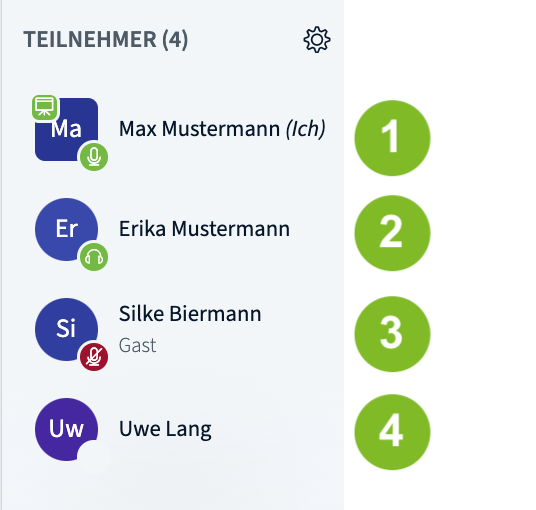 TEILNEHMER (4)
Ma
Max Mustermann (Ich)
1
Er
Erika Mustermann
2
Si
Silke Biermann
Gast
3
Uw
Uwe Lang
4